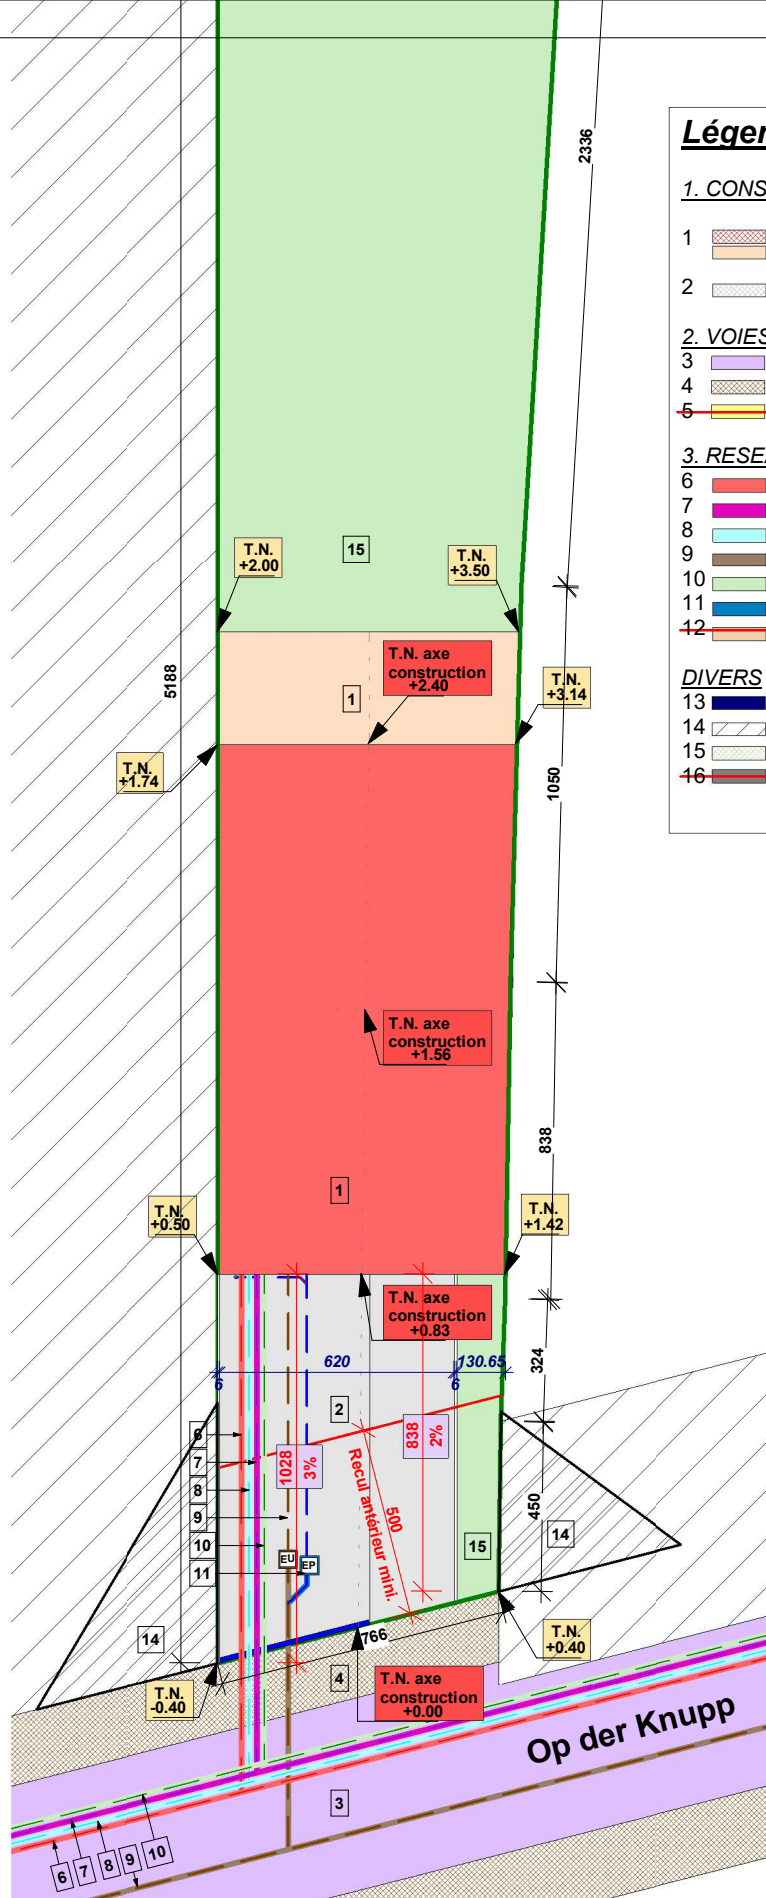 2336
Légen
1. CONS
1
2
2. VOIES
3
4
5
3. RESEA
6
7
8
9
10
11
12
DIVERS
13
14
15
16
T.N.
+2.00
15
T.N.
+3.50
5188
T.N. axe
construction
+2.40
1
T.N.
+3.14
T.N.
+1.74
1050
T.N. axe
construction
+1.56
838
1
T.N.
+0.50
T.N.
+1.42
T.N. axe
construction
+0.83
324
6
620
6
130.65
2
6
7
8
9
10
11
1028
3%
838
2%
500
Recul antérieur mini.
450
14
15
EU
EP
14
766
T.N.
+0.40
4
T.N.
-0.40
T.N. axe
construction
+0.00
Op der Knupp
3
6
7
8
9
10